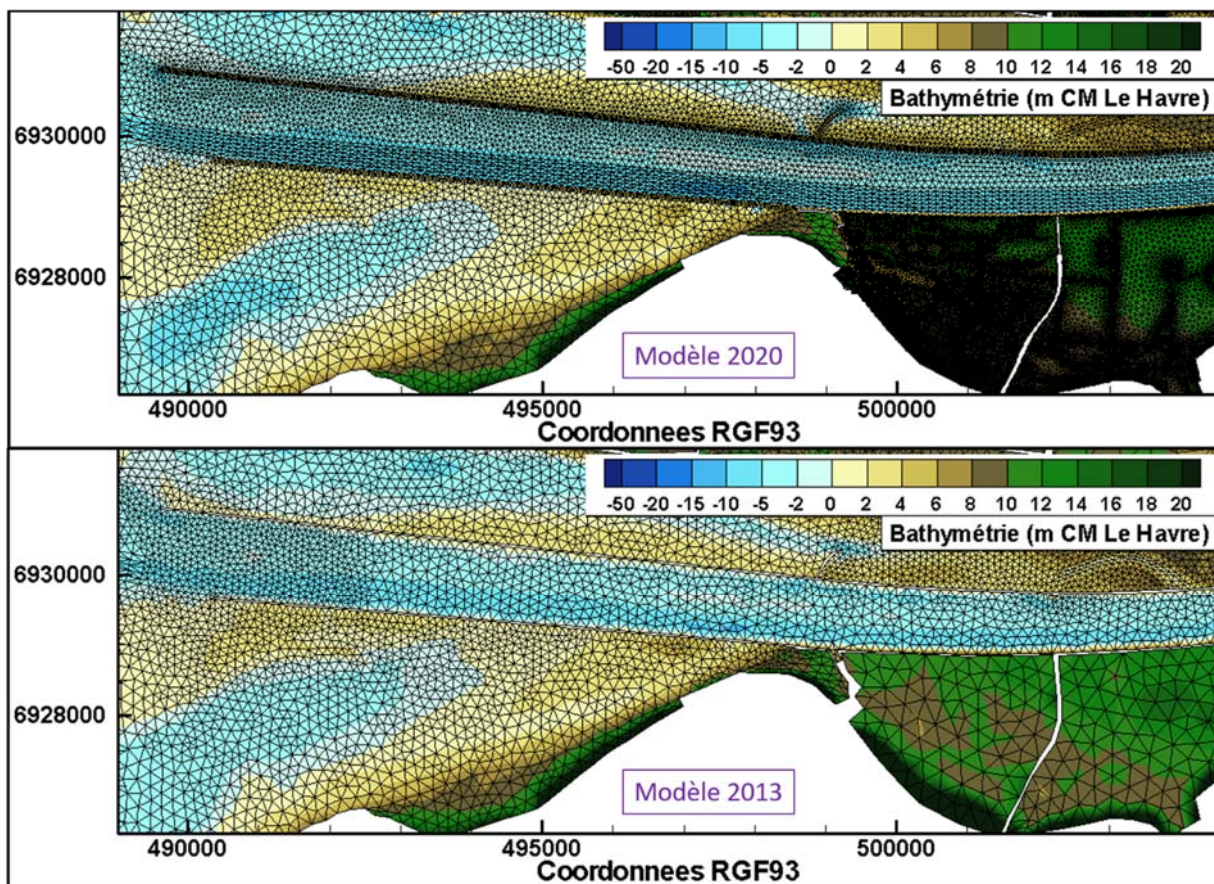 -50 -20 -15 -10 -5 -2 0 2 4 6 8 10 12 14 16 18 20
Bathymétrie (m CM Le Havre)
6930000
6928000
Modèle 2020
490000 495000 500000
Coordonnees RGF93
-50 -20 -15 -10 -5 -2 0 2 4 6 8 10 12 14 16 18 20
Bathymétrie (m CM Le Havre)
6930000
6928000
Modèle 2013
490000 495000 500000
Coordonnees RGF93